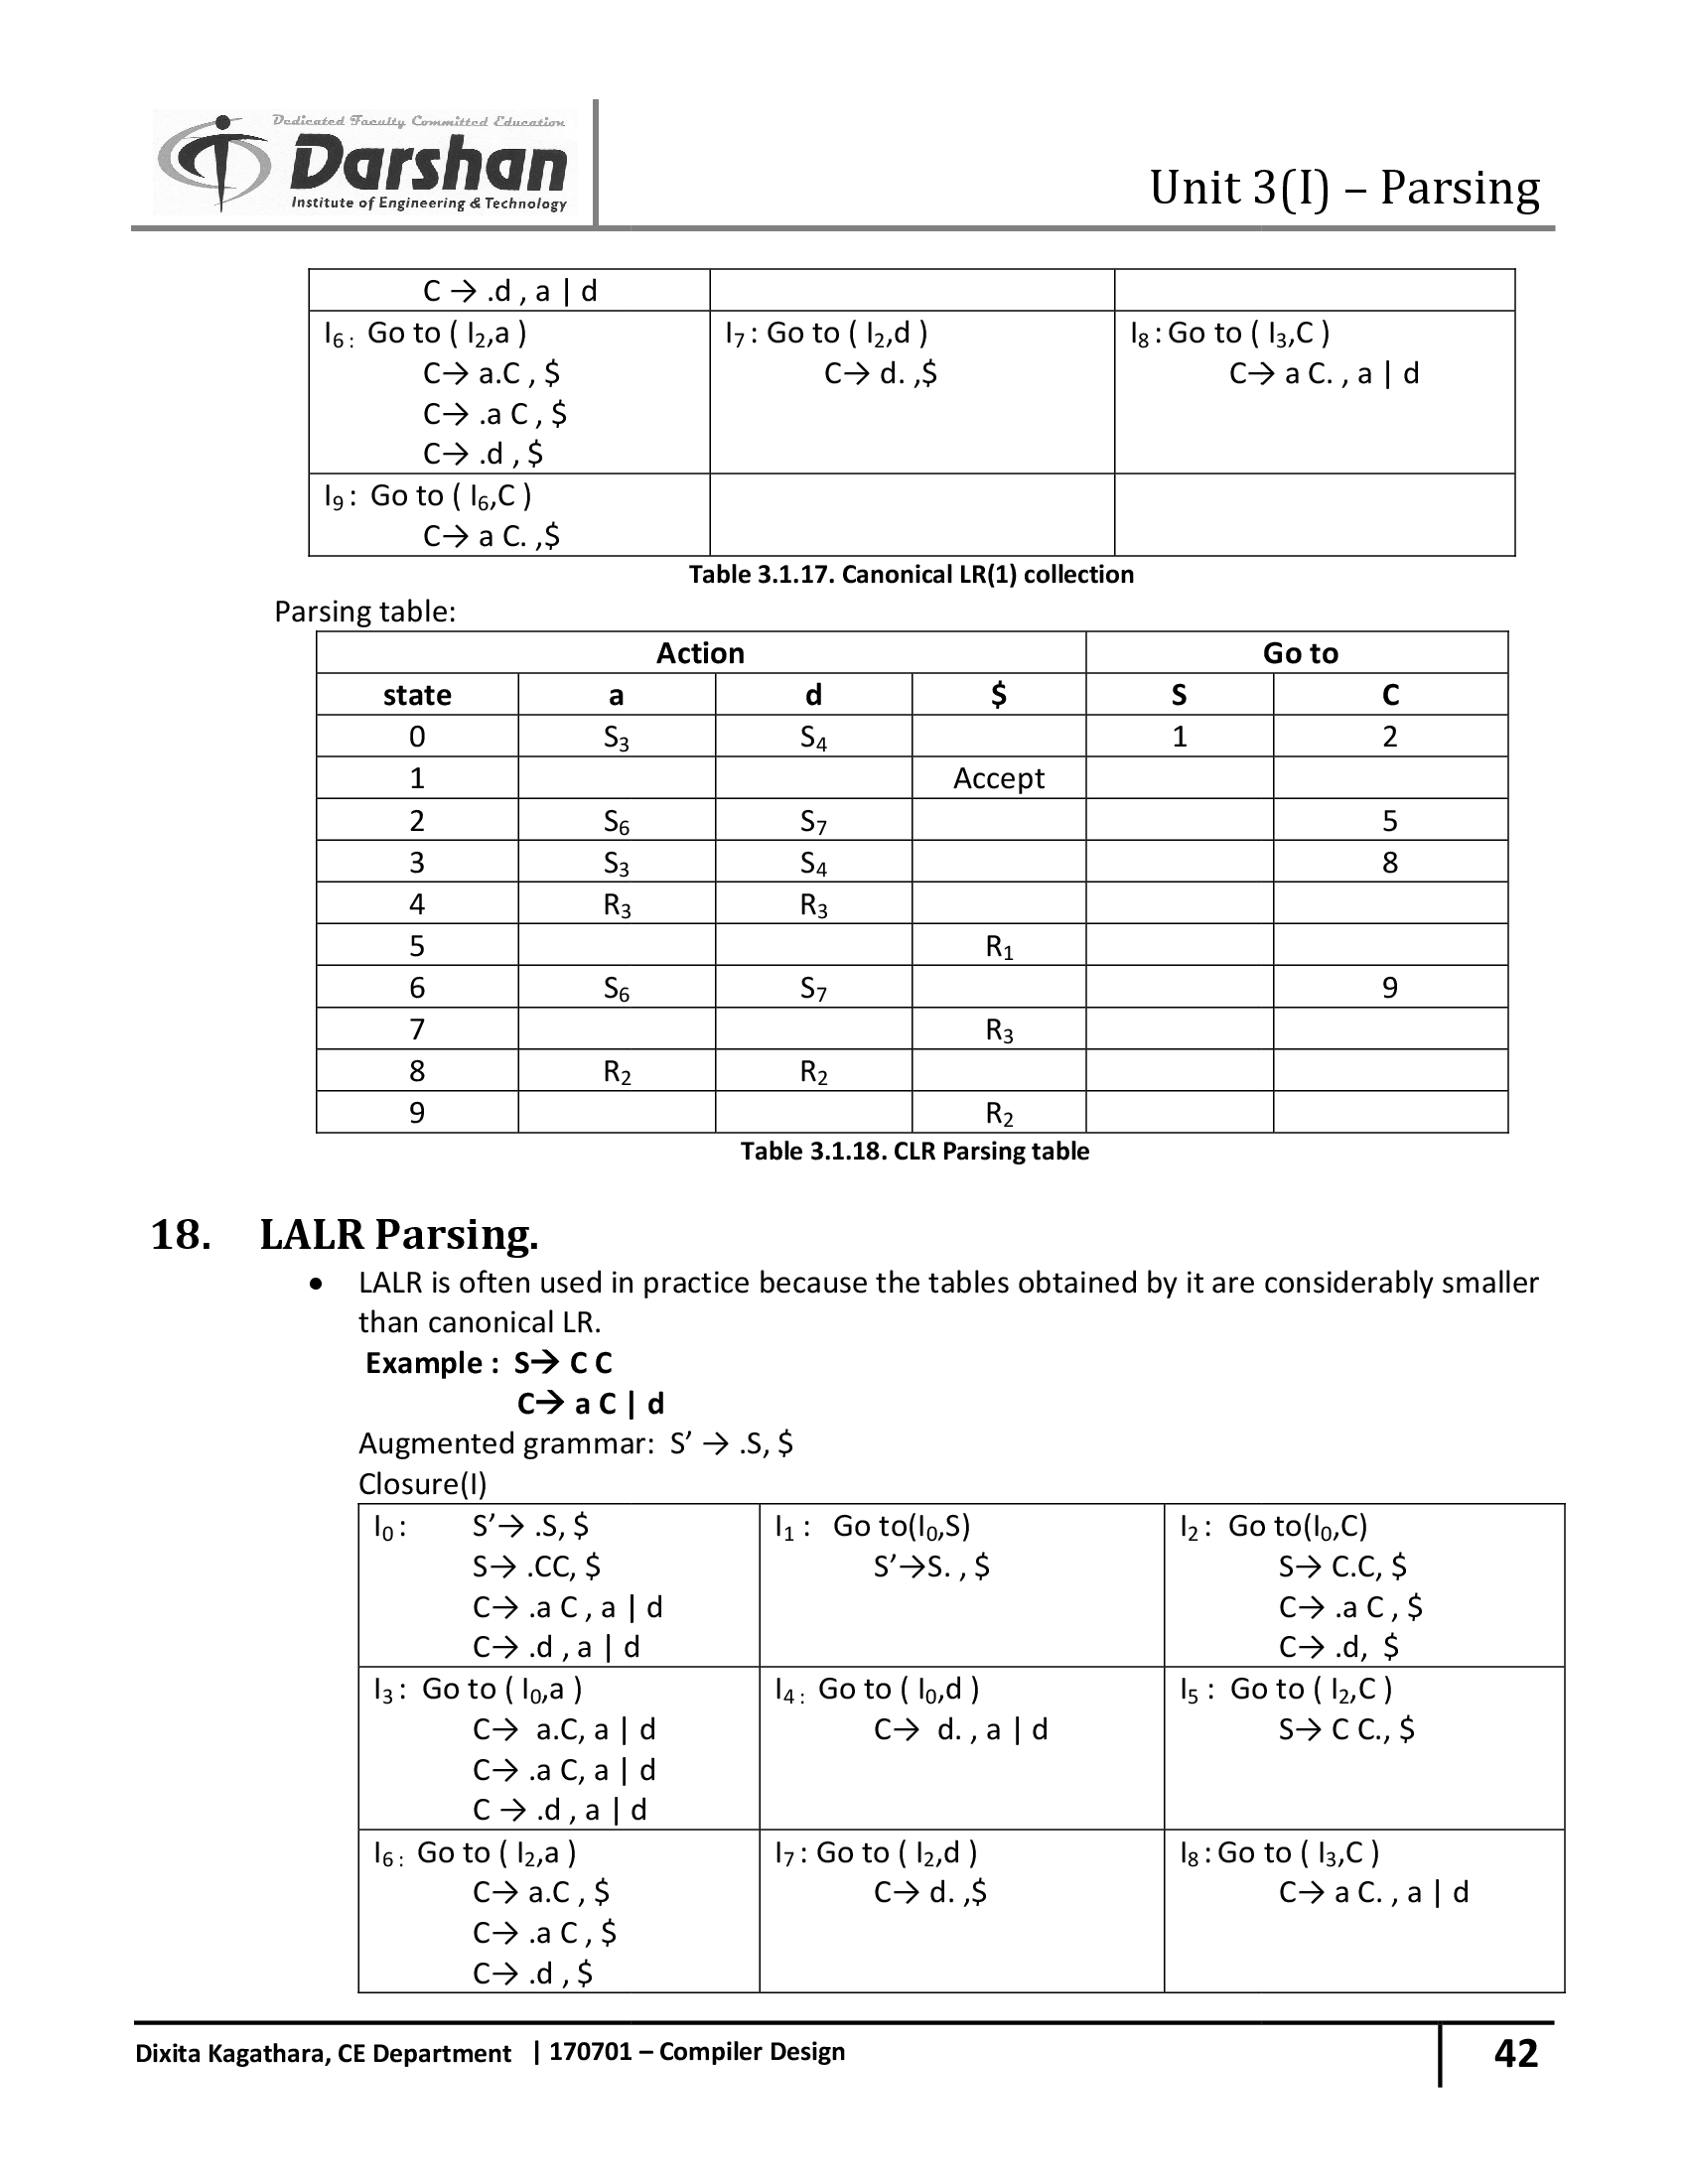 Dedicated Faculty Committed Education
Darshan
Institute of Engineering & Technology
Unit 3(I) – Parsing
C → .d , a | d
I6 : Go to ( I2,a )
C→ a.C , $
C→ .a C , $
C→ .d , $
I7 : Go to ( I2,d )
C→ d. ,$
I8 : Go to ( I3,C )
C→ a C. , a | d
I9 : Go to ( I6,C )
C→ a C. ,$
Table 3.1.17. Canonical LR(1) collection
Parsing table:
Action Go to
state a d $ S C
0 S3 S4 1 2
1 Accept
2 S6 S7 5
3 S3 S4 8
4 R3 R3
5 R1
6 S6 S7 9
7 R3
8 R2 R2
9 R2
Table 3.1.18. CLR Parsing table
18. LALR Parsing.
• LALR is often used in practice because the tables obtained by it are considerably smaller
than canonical LR.
Example : S→ C C
C→ a C | d
Augmented grammar: S’ → .S, $
Closure(I)
I0 : S’→ .S, $
S→ .CC, $
C→ .a C , a | d
C→ .d , a | d
I1 : Go to(I0,S)
S’→S. , $
I2 : Go to(I0,C)
S→ C.C, $
C→ .a C , $
C→ .d, $
I3 : Go to ( I0,a )
C→ a.C, a | d
C→ .a C, a | d
C → .d , a | d
I4 : Go to ( I0,d )
C→ d. , a | d
I5 : Go to ( I2,C )
S→ C C., $
I6 : Go to ( I2,a )
C→ a.C , $
C→ .a C , $
C→ .d , $
I7 : Go to ( I2,d )
C→ d. ,$
I8 : Go to ( I3,C )
C→ a C. , a | d
Dixita Kagathara, CE Department | 170701 – Compiler Design 42